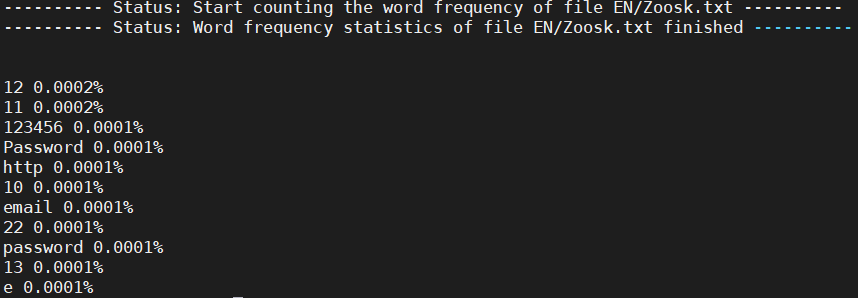 ---------- Status: Start counting the word frequency of file EN/Zoosk.txt ----------
---------- Status: Word frequency statistics of file EN/Zoosk.txt finished ----------
12 0.0002%
11 0.0002%
123456 0.0001%
Password 0.0001%
http 0.0001%
10 0.0001%
email 0.0001%
22 0.0001%
password 0.0001%
13 0.0001%
e 0.0001%